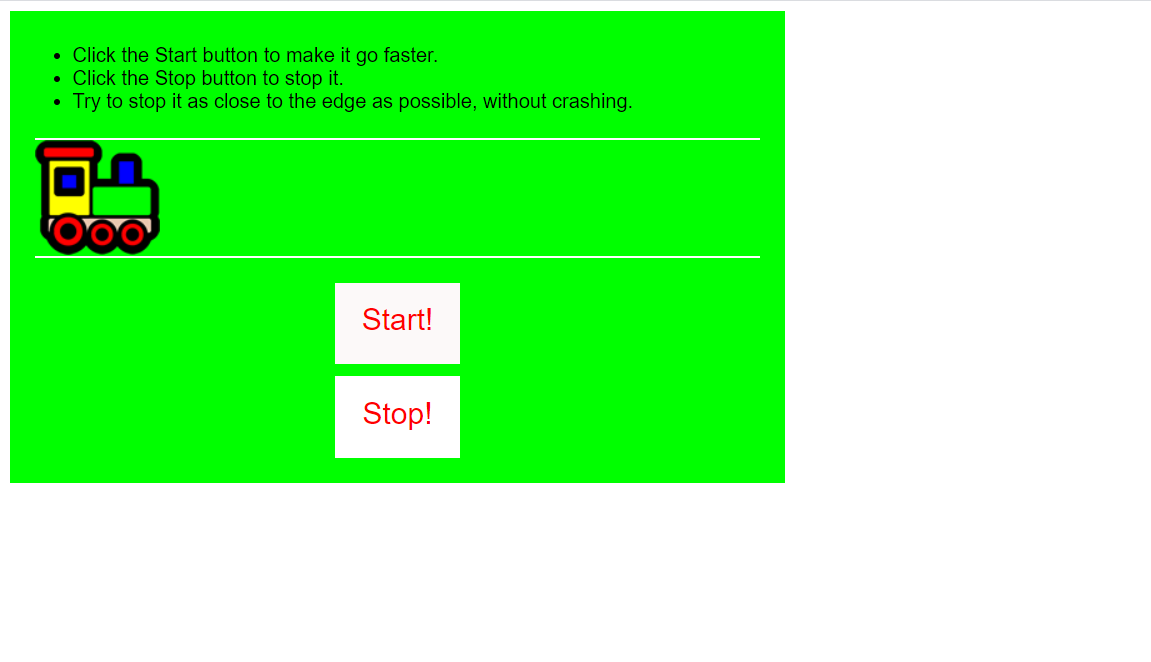 Click the Start button to make it go faster.
Click the Stop button to stop it.
Try to stop it as close to the edge as possible, without crashing.
Start!
Stop!